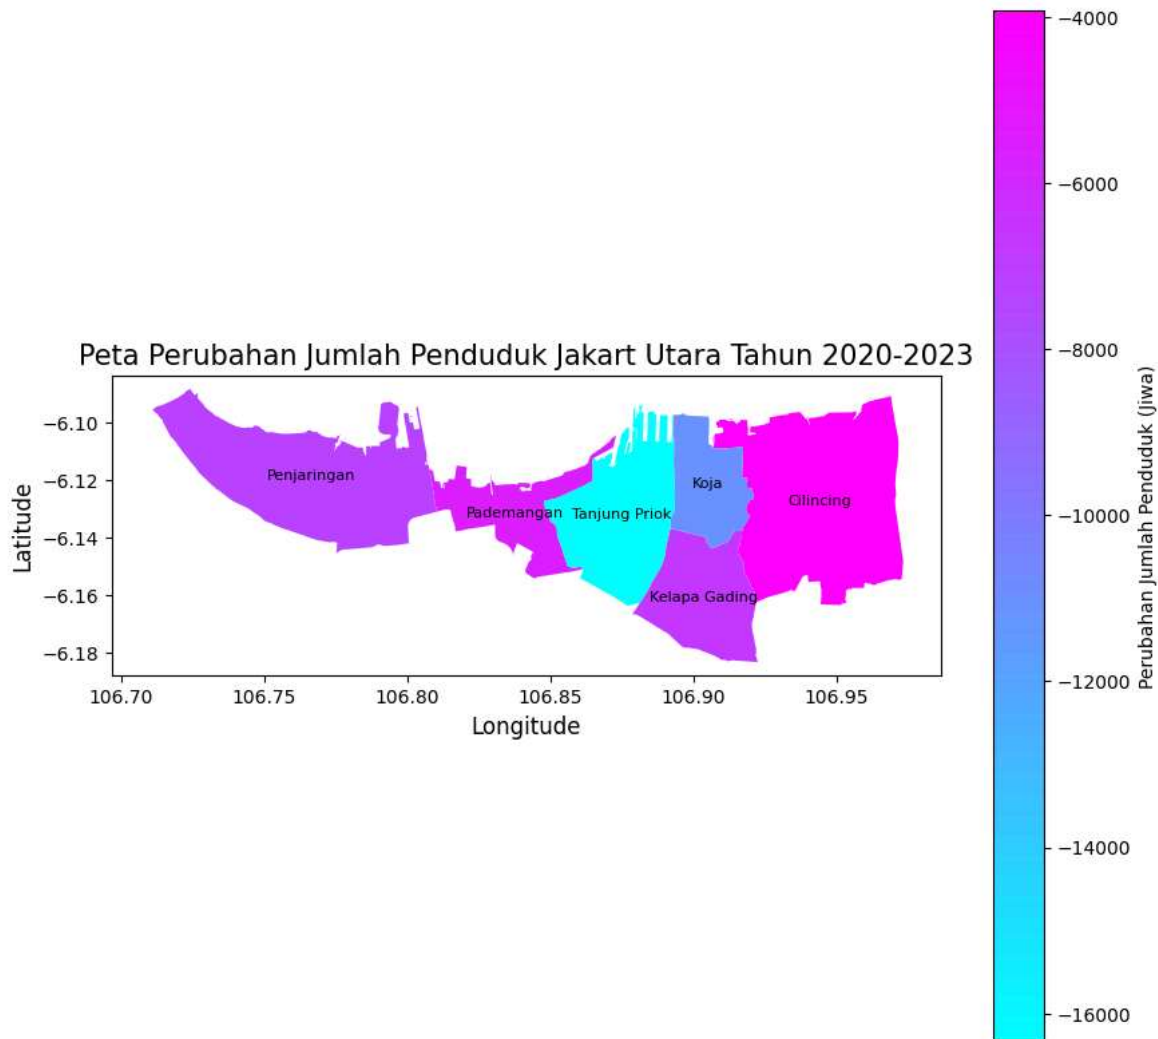 Peta Perubahan Jumlah Penduduk Jakart Utara Tahun 2020-2023
Latitude
−6.10
−6.12
−6.14
−6.16
−6.18
Penjaringan
Pademangan
Tanjung Priok
Koja
Cilincing
Kelapa Gading
106.70
106.75
106.80
106.85
106.90
106.95
Longitude
−4000
−6000
−8000
−10000
−12000
−14000
−16000
Perubahan Jumlah Penduduk (Jiwa)